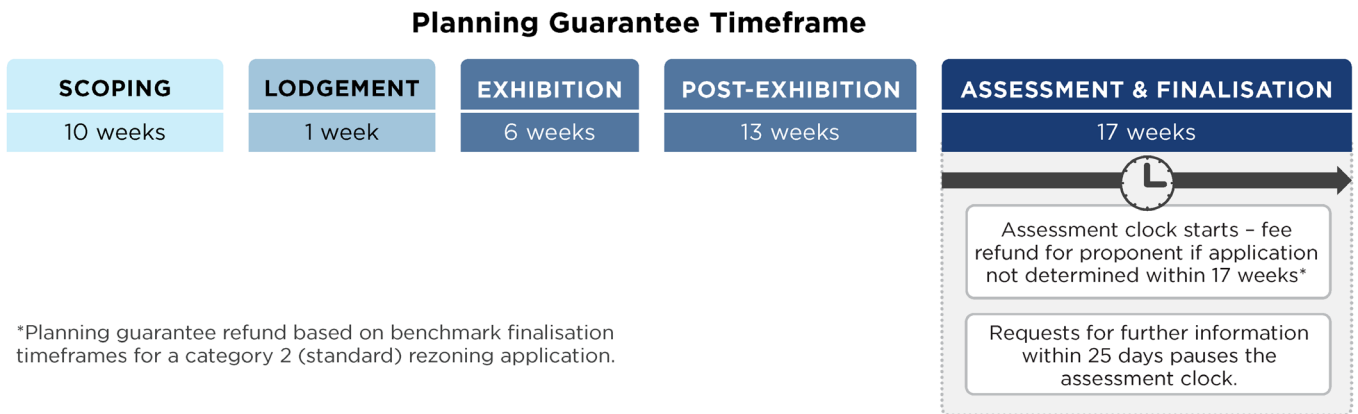 Planning Guarantee Timeframe
SCOPING
10 weeks
LODGEMENT
1 week
EXHIBITION
6 weeks
POST-EXHIBITION
13 weeks
ASSESSMENT & FINALISATION
17 weeks
Assessment clock starts – fee
refund for proponent if application
not determined within 17 weeks*
Requests for further information
within 25 days pauses the
assessment clock.
*Planning guarantee refund based on benchmark finalisation
timeframes for a category 2 (standard) rezoning application.